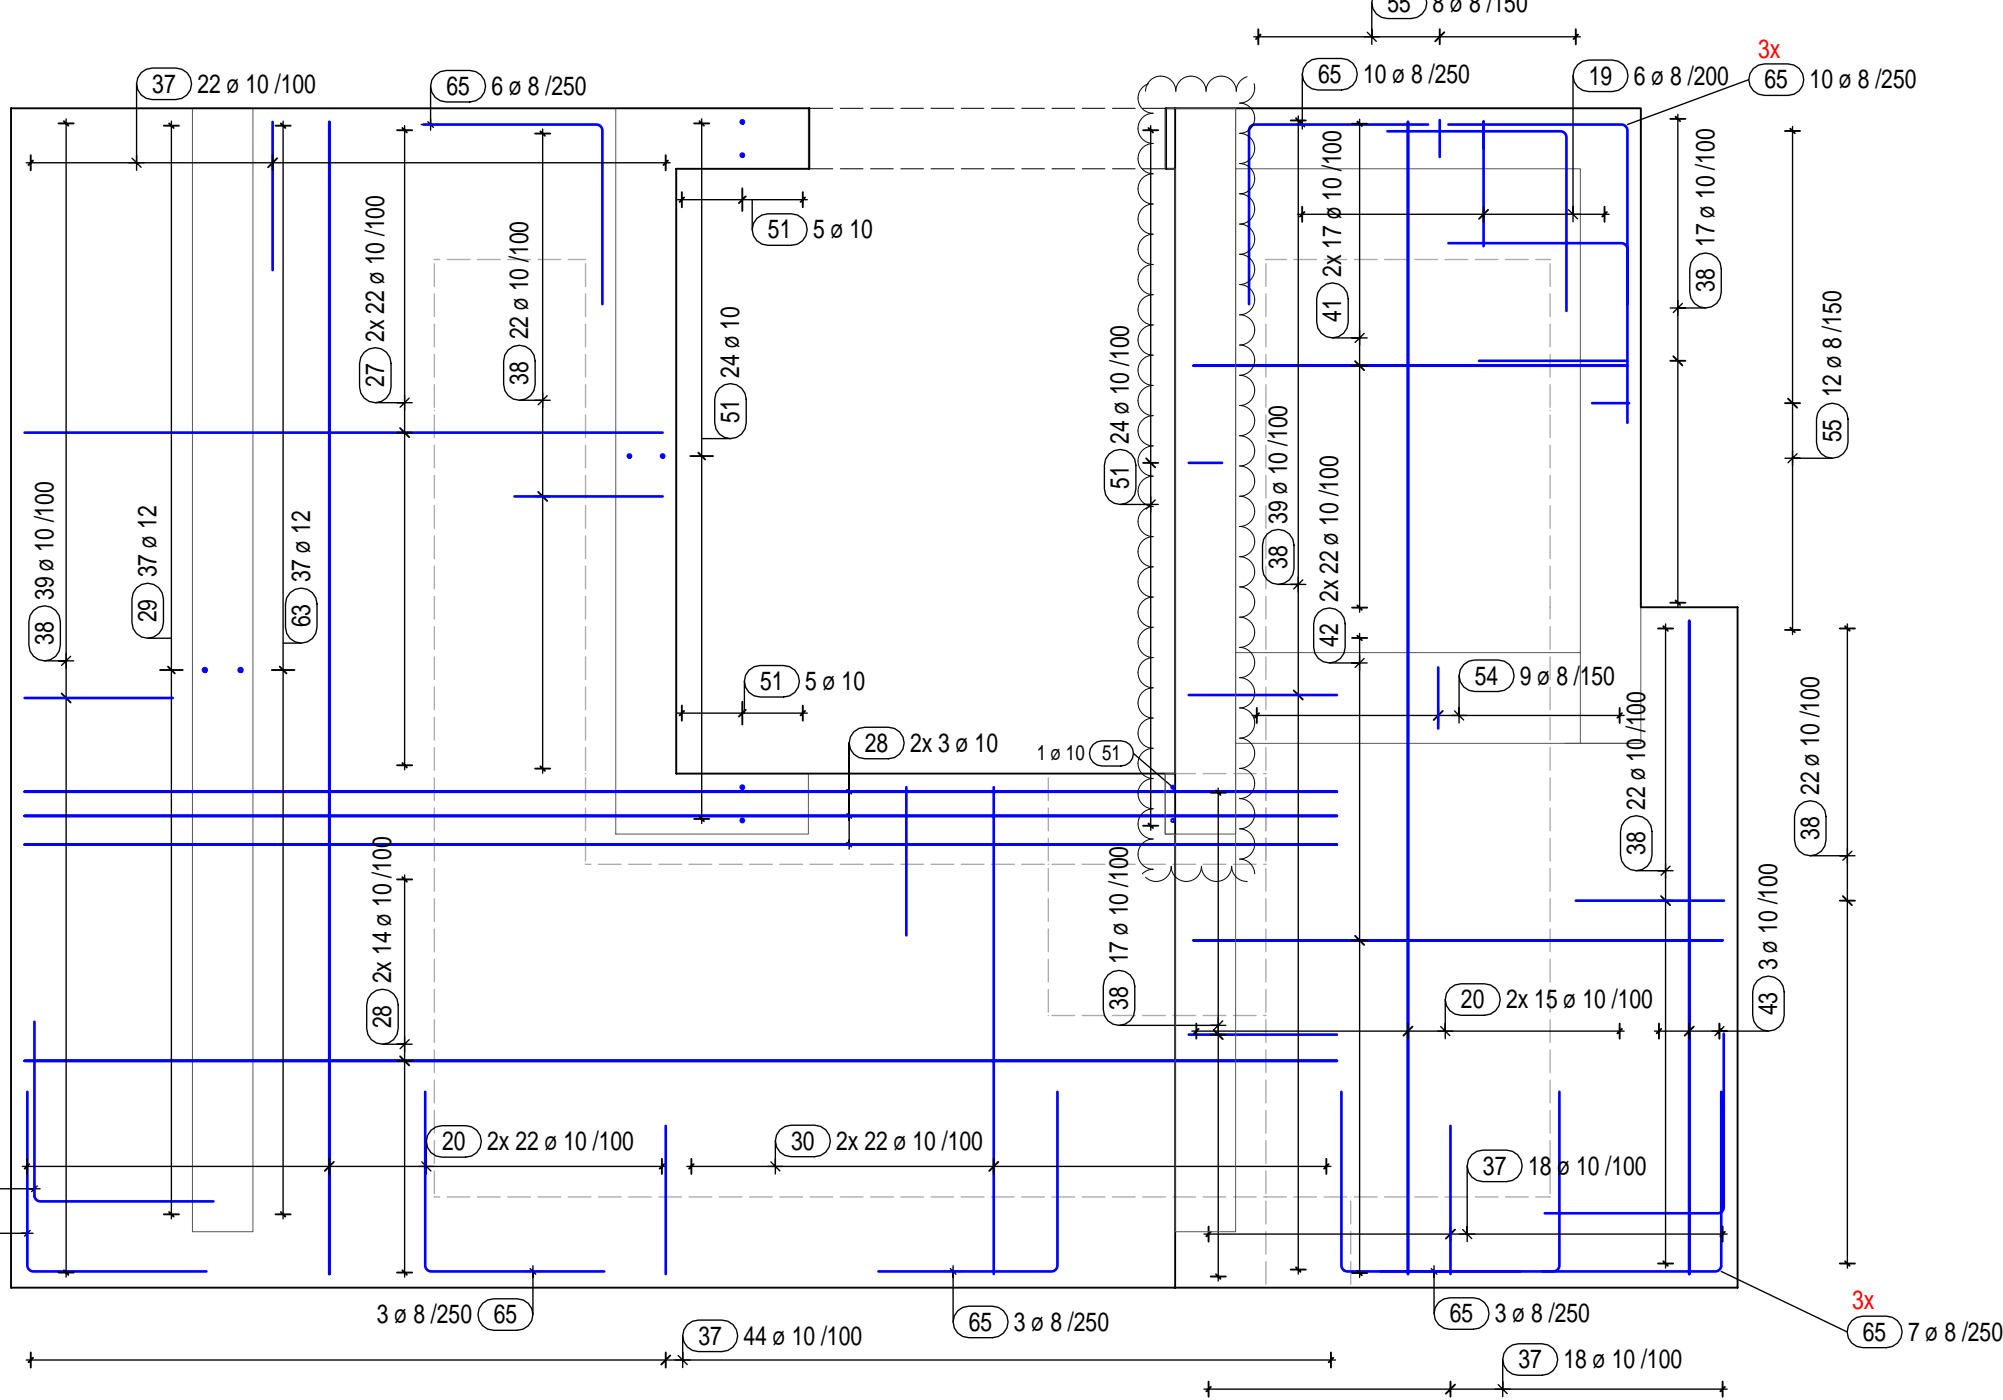 55 8 ø 8 /150
3x
37 22 ø 10 /100
65 6 ø 8 /250
65 10 ø 8 /250
19 6 ø 8 /200
65 10 ø 8 /250
51 5 ø 10
27 2x 22 ø 10 /100
38 22 ø 10 /100
51 24 ø 10
41 2x 17 ø 10 /100
38 17 ø 10 /100
55 12 ø 8 /150
51 24 ø 10 /100
38 39 ø 10 /100
38 39 ø 10 /100
29 37 ø 12
63 37 ø 12
42 2x 22 ø 10 /100
51 5 ø 10
54 9 ø 8 /150
28 2x 3 ø 10
1 ø 10 51
38 22 ø 10 /100
38 22 ø 10 /100
28 2x 14 ø 10 /100
38 17 ø 10 /100
20 2x 15 ø 10 /100
43 3 ø 10 /100
20 2x 22 ø 10 /100
30 2x 22 ø 10 /100
37 18 ø 10 /100
3 ø 8 /250 65
65 3 ø 8 /250
65 3 ø 8 /250
3x
65 7 ø 8 /250
37 44 ø 10 /100
37 18 ø 10 /100